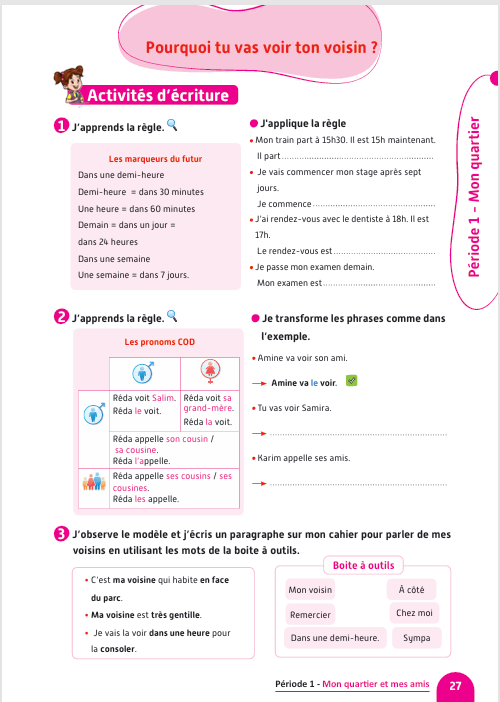 Pourquoi tu vas voir ton voisin ?
Activités d'écriture
1 J'apprends la règle.
Les marqueurs du futur
Dans une demi-heure
Demi-heure = dans 30 minutes
Une heure = dans 60 minutes
Demain = dans un jour =
dans 24 heures
Dans une semaine
Une semaine = dans 7 jours.
J'applique la règle
• Mon train part à 15h30. Il est 15h maintenant.
Il part..........................................................
• Je vais commencer mon stage après sept
jours.
Je commence..............................................
• J'ai rendez-vous avec le dentiste à 18h. Il est
17h.
Le rendez-vous est......................................
• Je passe mon examen demain.
Mon examen est..........................................
Période 1 - Mon quartier
2 J'apprends la règle.
Les pronoms COD
Réda voit Salim.
Réda le voit.
Réda voit sa
grand-mère.
Réda la voit.
Réda appelle son cousin /
sa cousine.
Réda l'appelle.
Réda appelle ses cousins / ses
cousines.
Réda les appelle.
Je transforme les phrases comme dans
l'exemple.
• Amine va voir son ami.
→ Amine va le voir.
• Tu vas voir Samira.
→ ..................................................................
• Karim appelle ses amis.
→ ..................................................................
3 J'observe le modèle et j'écris un paragraphe sur mon cahier pour parler de mes
voisins en utilisant les mots de la boite à outils.
• C'est ma voisine qui habite en face
du parc.
• Ma voisine est très gentille.
• Je vais la voir dans une heure pour
la consoler.
Boite à outils
Mon voisin
À côté
Remercier
Chez moi
Dans une demi-heure.
Sympa
Période 1 - Mon quartier et mes amis
27